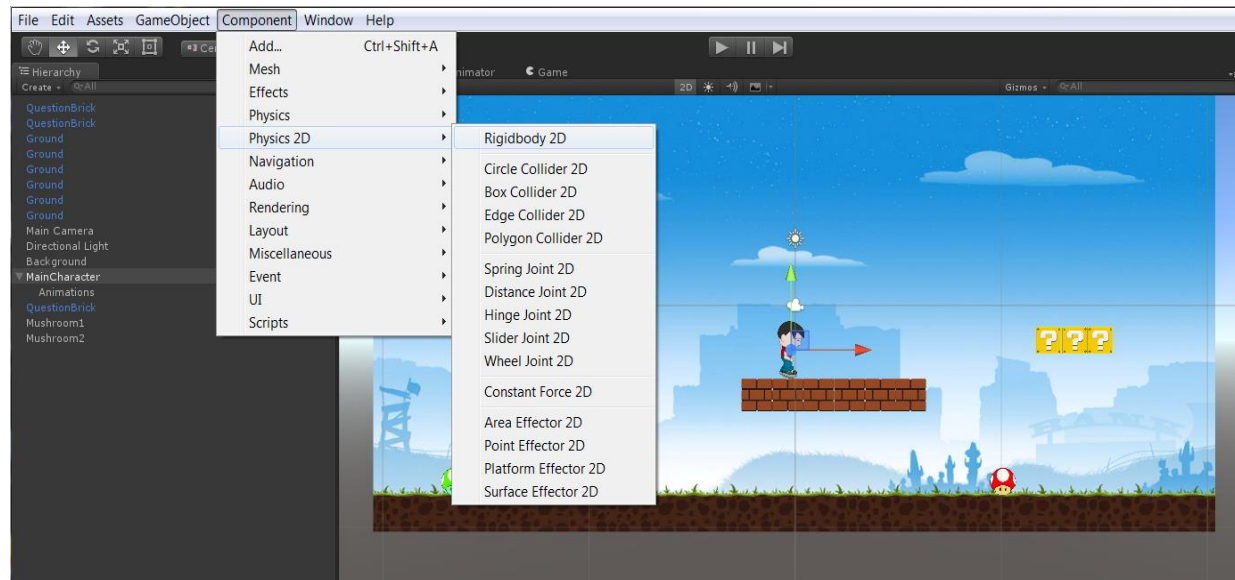 File Edit Assets GameObject Component Window Help
Hierarchy
Create
All
QuestionBrick
QuestionBrick
Ground
Ground
Ground
Ground
Ground
Ground
Main Camera
Directional Light
Background
MainCharacter
Animations
QuestionBrick
Mushroom1
Mushroom2
Add... Ctrl+Shift+A
Mesh
Effects
Physics
Physics 2D
Navigation
Audio
Rendering
Layout
Miscellaneous
Event
UI
Scripts
Rigidbody 2D
Circle Collider 2D
Box Collider 2D
Edge Collider 2D
Polygon Collider 2D
Spring Joint 2D
Distance Joint 2D
Hinge Joint 2D
Slider Joint 2D
Wheel Joint 2D
Constant Force 2D
Area Effector 2D
Point Effector 2D
Platform Effector 2D
Surface Effector 2D
nimator Game
2D Gizmos All
? ? ?
BANK